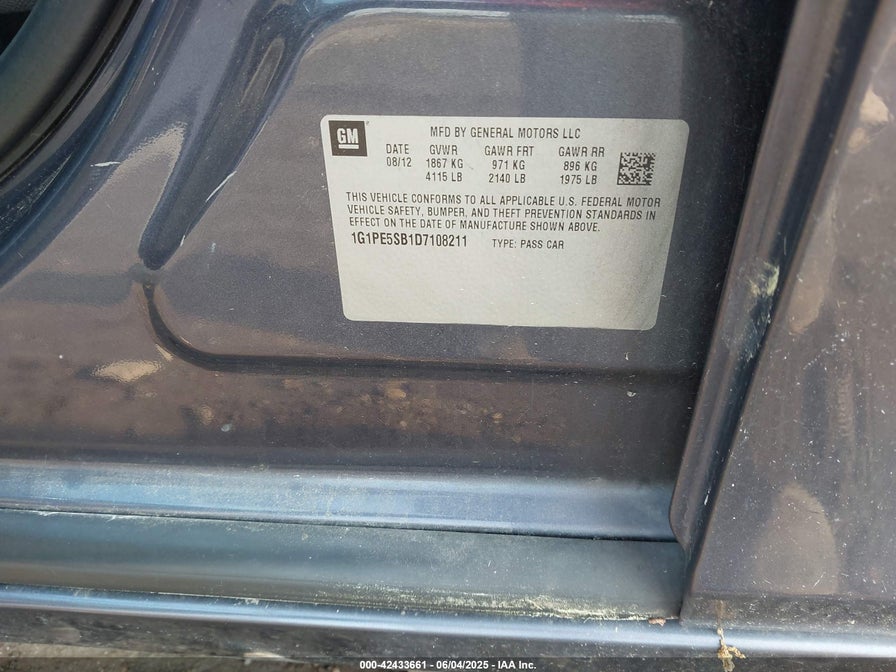 GM
MFD BY GENERAL MOTORS LLC
DATE GVWR GAWR FRT GAWR RR
08/12 1867 KG 971 KG 896 KG
4115 LB 2140 LB 1975 LB
THIS VEHICLE CONFORMS TO ALL APPLICABLE U.S. FEDERAL MOTOR
VEHICLE SAFETY, BUMPER, AND THEFT PREVENTION STANDARDS IN
EFFECT ON THE DATE OF MANUFACTURE SHOWN ABOVE.
1G1PE5SB1D7108211 TYPE: PASS CAR
000-42433661 - 06/04/2025 - IAA Inc.